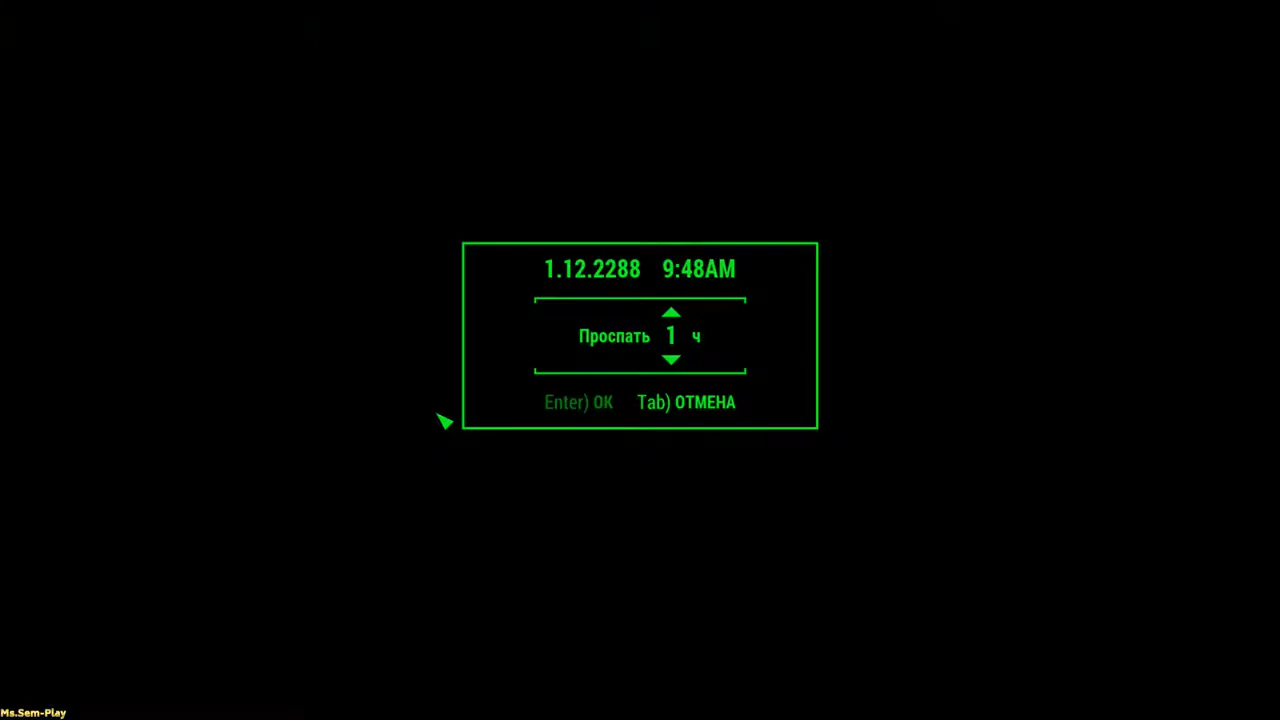 1.12.2288 9:48AM
Проспать 1 ч
Enter) ОК Tab) ОТМЕНА
Ms.Sem-Play